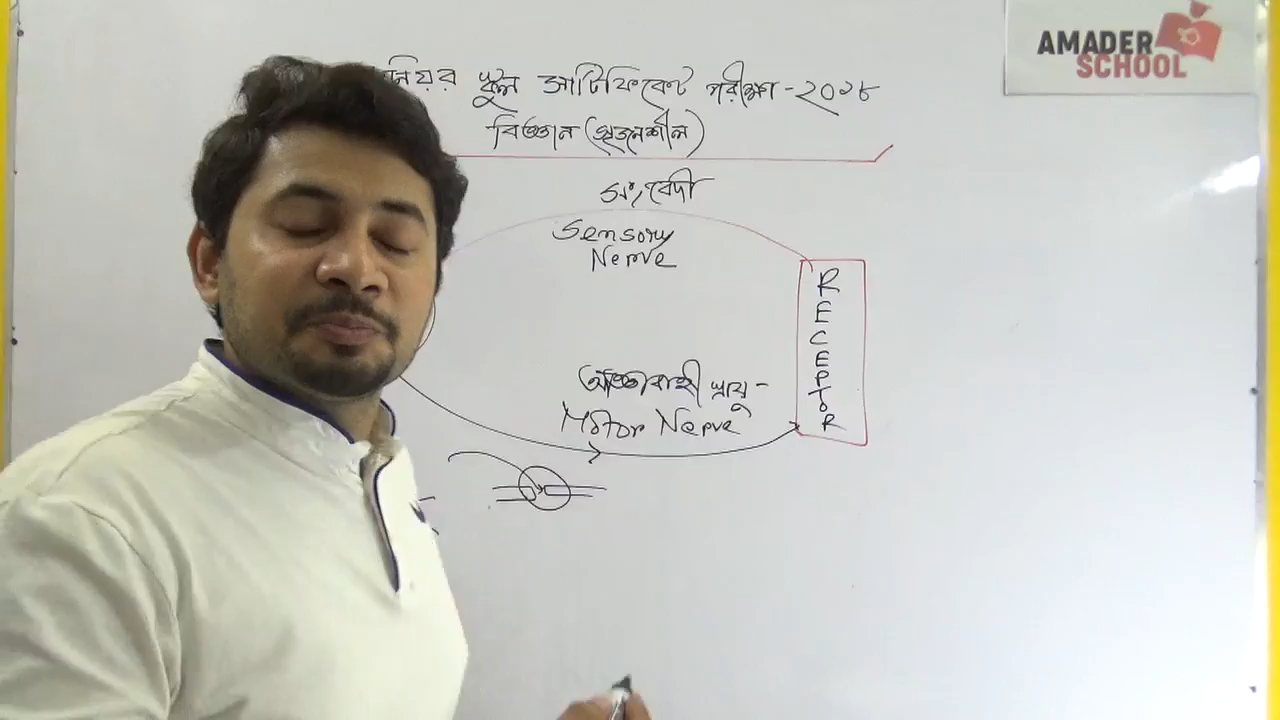 নিয়র স্কুল সার্টিফিকেট পরীক্ষা - ২০১৮
বিজ্ঞান (সৃজনশীল)
AMADER
SCHOOL
সংবেদী
Sensory
Nerve
RECEPTOR
আজ্ঞাবাহী স্নায়ু -
Motor Nerve